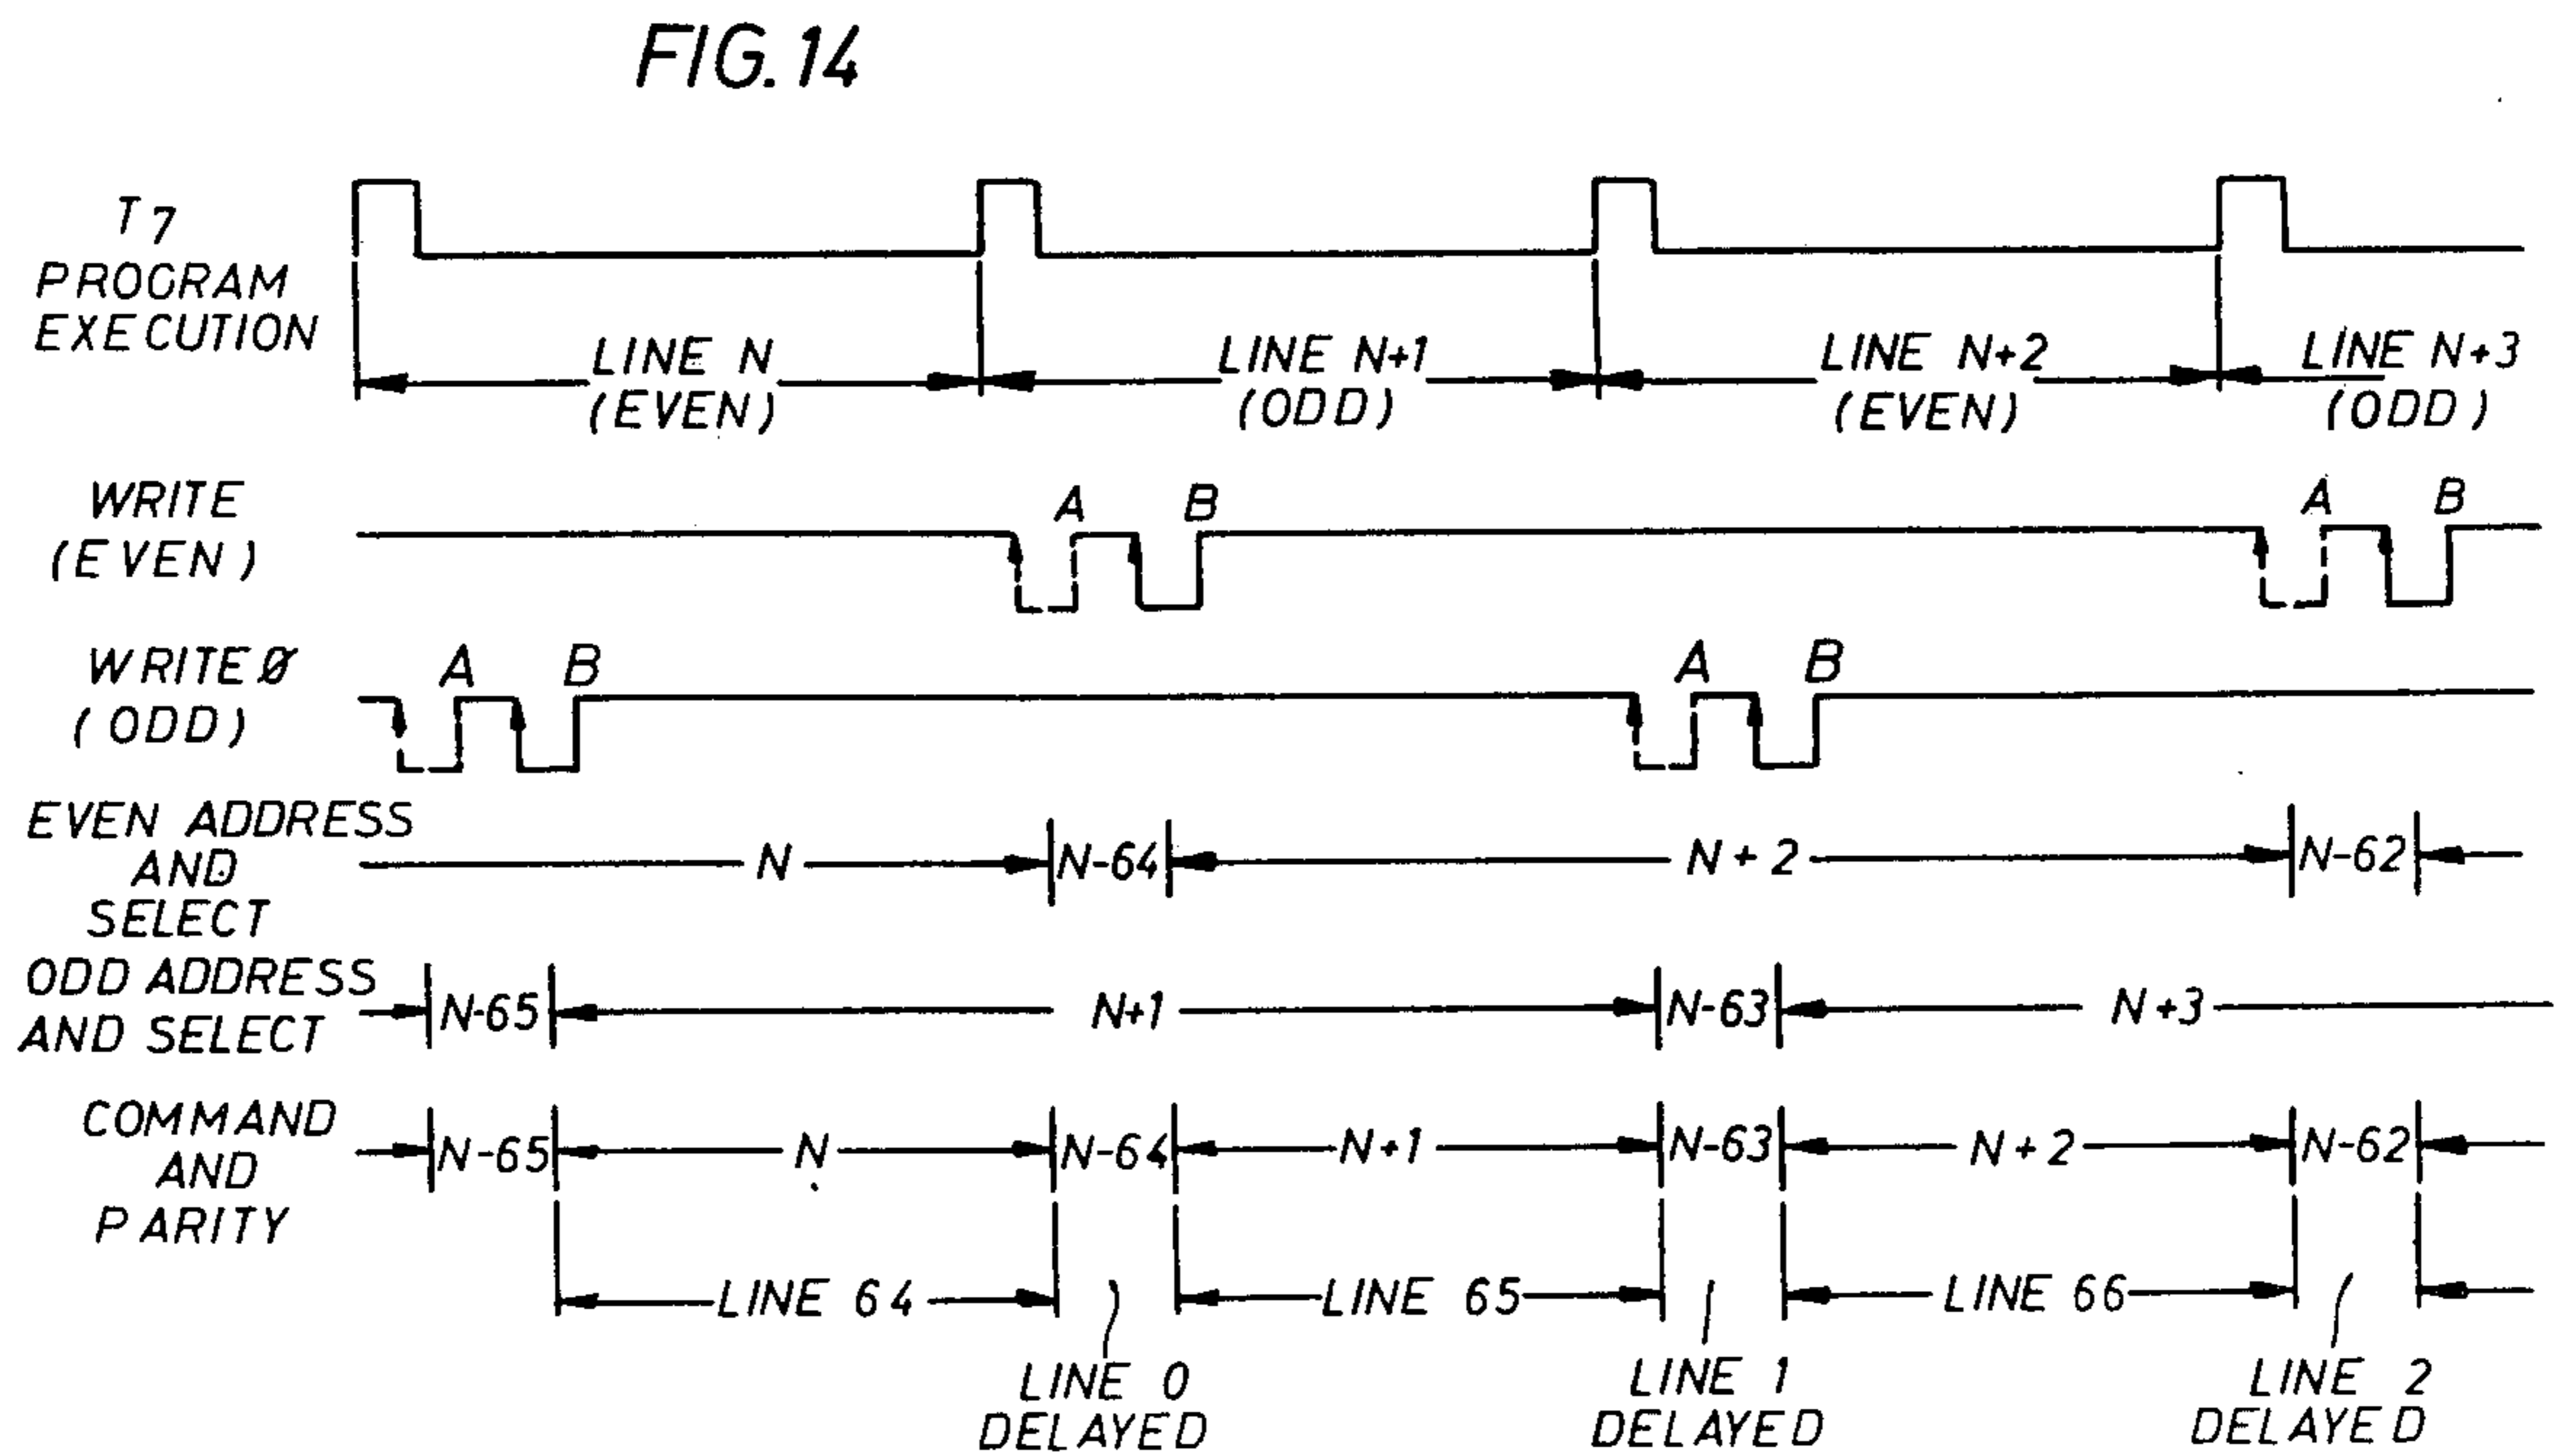 FIG. 14
T7
PROGRAM
EXECUTION
LINE N
(EVEN)
LINE N+1
(ODD)
LINE N+2
(EVEN)
LINE N+3
(ODD)
WRITE
(EVEN)
A B A B
WRITE Ø
(ODD)
A B A B
EVEN ADDRESS
AND
SELECT
N N-64 N+2 N-62
ODD ADDRESS
AND SELECT
N-65 N+1 N-63 N+3
COMMAND
AND
PARITY
N-65 N N-64 N+1 N-63 N+2 N-62
LINE 64 LINE 65 LINE 66
LINE 0
DELAYED
LINE 1
DELAYED
LINE 2
DELAYED